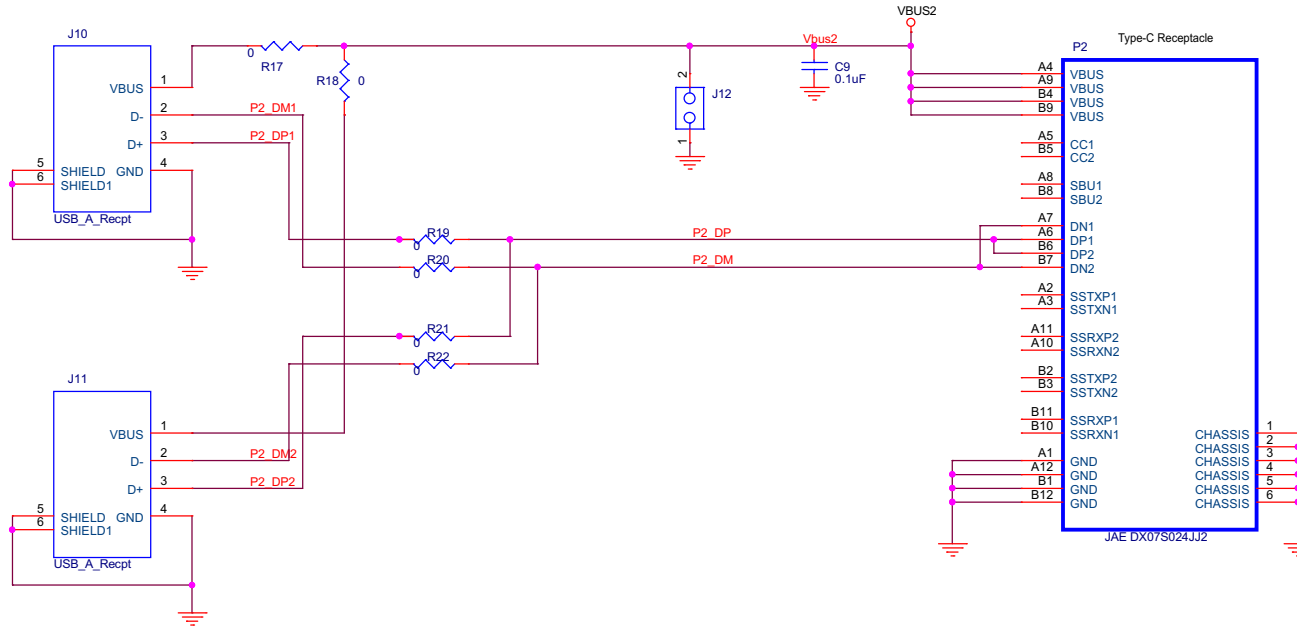 VBUS2
J10
0
R17
R18
0
Vbus2
C9
0.1uF
J12
2
1
Type-C Receptacle
P2
VBUS 1
D- 2
D+ 3
GND 4
5 SHIELD
6 SHIELD1
USB_A_Recpt
P2_DM1
P2_DP1
R19
0
R20
0
R21
0
R22
0
P2_DP
P2_DM
J11
VBUS 1
D- 2
D+ 3
GND 4
5 SHIELD
6 SHIELD1
USB_A_Recpt
P2_DM2
P2_DP2
A4 VBUS
A9 VBUS
B4 VBUS
B9 VBUS
A5 CC1
B5 CC2
A8 SBU1
B8 SBU2
A7 DN1
A6 DP1
B6 DP2
B7 DN2
A2 SSTXP1
A3 SSTXN1
A11 SSRXP2
A10 SSRXN2
B2 SSTXP2
B3 SSTXN2
B11 SSRXP1
B10 SSRXN1
A1 GND
A12 GND
B1 GND
B12 GND
CHASSIS 1
CHASSIS 2
CHASSIS 3
CHASSIS 4
CHASSIS 5
CHASSIS 6
JAE DX07S024JJ2